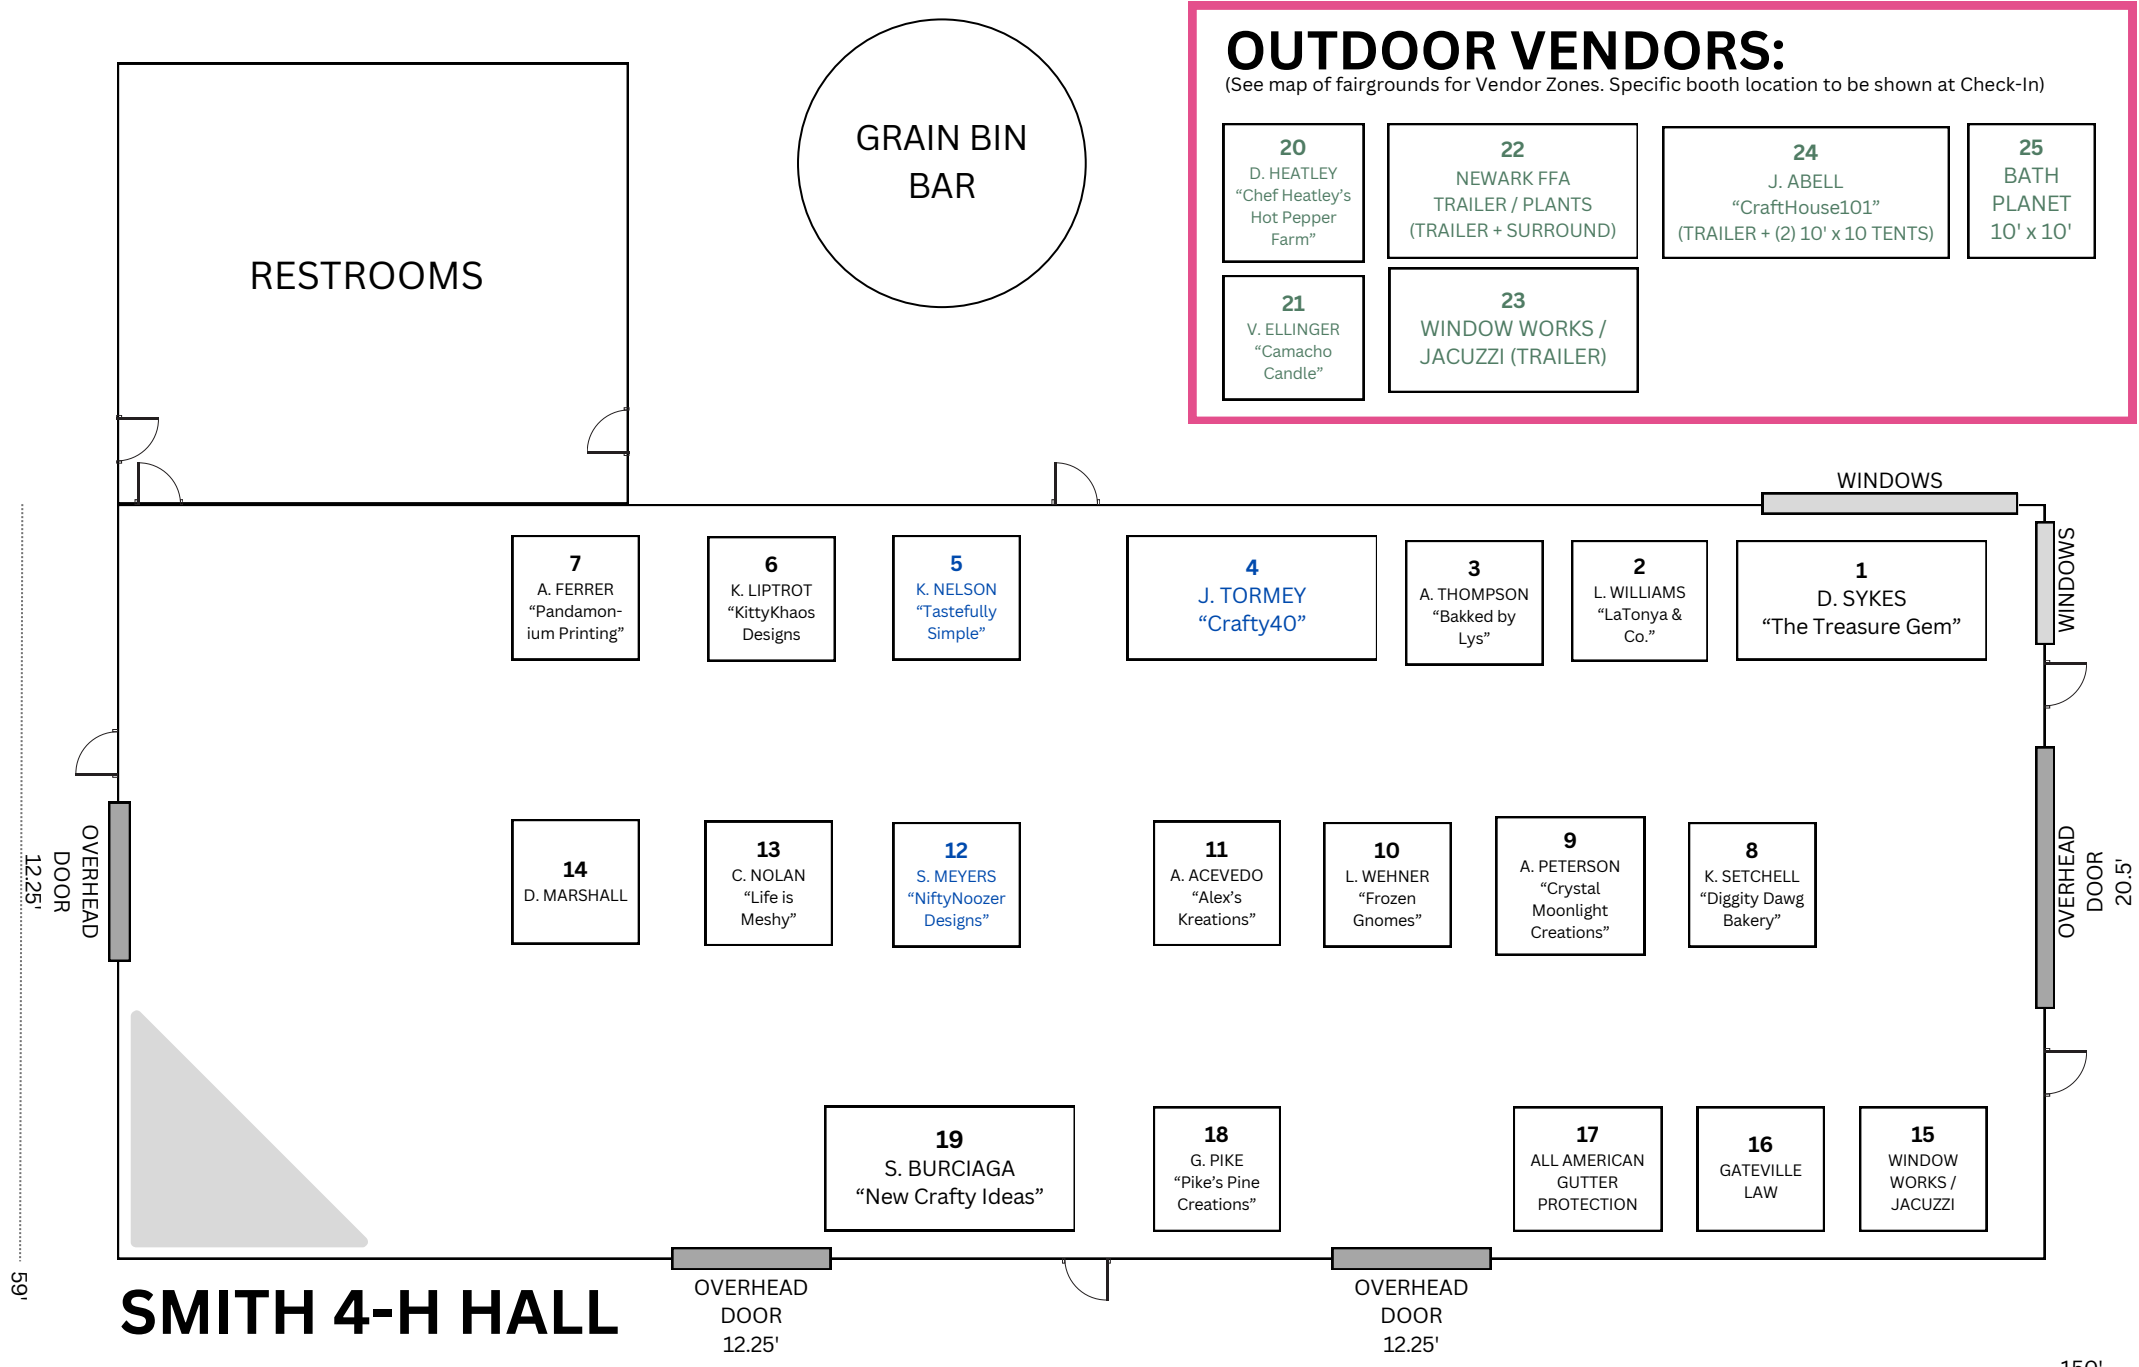 OUTDOOR VENDORS:
(See map of fairgrounds for Vendor Zones. Specific booth location to be shown at Check-In)
20
D. HEATLEY
“Chef Heatley’s
Hot Pepper
Farm”
22
NEWARK FFA
TRAILER / PLANTS
(TRAILER + SURROUND)
24
J. ABELL
“CraftHouse101”
(TRAILER + (2) 10' x 10 TENTS)
25
BATH
PLANET
10' x 10'
21
V. ELLINGER
“Camacho
Candle”
23
WINDOW WORKS /
JACUZZI (TRAILER)
GRAIN BIN
BAR
RESTROOMS
WINDOWS
WINDOWS
7
A. FERRER
“Pandamon-
ium Printing”
6
K. LIPTROT
“KittyKhaos
Designs
5
K. NELSON
“Tastefully
Simple”
4
J. TORMEY
“Crafty40”
3
A. THOMPSON
“Bakked by
Lys”
2
L. WILLIAMS
“LaTonya &
Co.”
1
D. SYKES
“The Treasure Gem”
OVERHEAD
DOOR
12.25'
14
D. MARSHALL
13
C. NOLAN
“Life is
Meshy”
12
S. MEYERS
“NiftyNoozer
Designs”
11
A. ACEVEDO
“Alex’s
Kreations”
10
L. WEHNER
“Frozen
Gnomes”
9
A. PETERSON
“Crystal
Moonlight
Creations”
8
K. SETCHELL
“Diggity Dawg
Bakery”
OVERHEAD
DOOR
20.5'
19
S. BURCIAGA
“New Crafty Ideas”
18
G. PIKE
“Pike’s Pine
Creations”
17
ALL AMERICAN
GUTTER
PROTECTION
16
GATEVILLE
LAW
15
WINDOW
WORKS /
JACUZZI
59'
SMITH 4-H HALL
OVERHEAD
DOOR
12.25'
OVERHEAD
DOOR
12.25'
150'